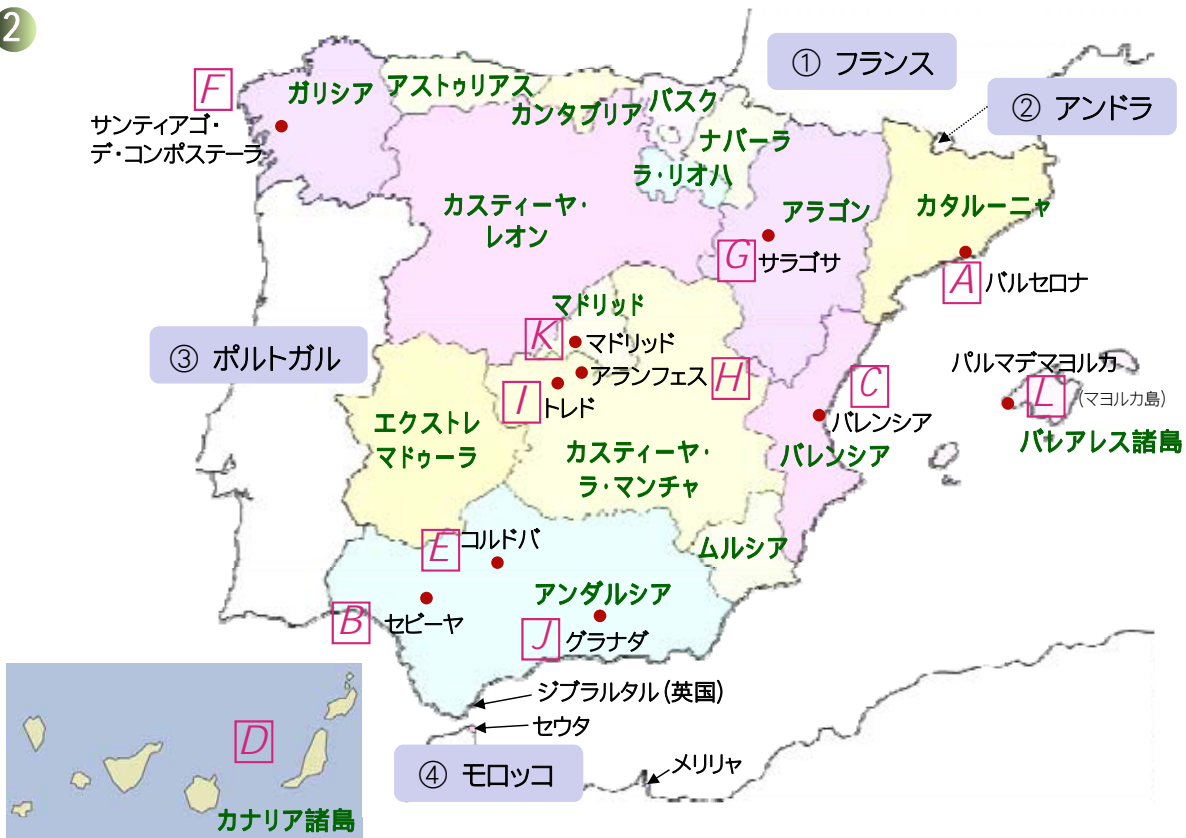 2
① フランス
② アンドラ
F
ガリシア
アストゥリアス
カンタブリア
バスク
ナバーラ
ラ・リオハ
サンティアゴ・
デ・コンポステーラ
カスティーヤ・
レオン
アラゴン
カタルーニャ
G
サラゴサ
A
バルセロナ
マドリッド
K
マドリッド
③ ポルトガル
アランフェス
H
I
トレド
C
バレンシア
バレンシア
パルマデマヨルカ
L
(マヨルカ島)
バレアレス諸島
エクストレ
マドゥーラ
カスティーヤ・
ラ・マンチャ
E
コルドバ
ムルシア
アンダルシア
B
セビーヤ
J
グラナダ
ジブラルタル(英国)
セウタ
④ モロッコ
メリリャ
D
カナリア諸島